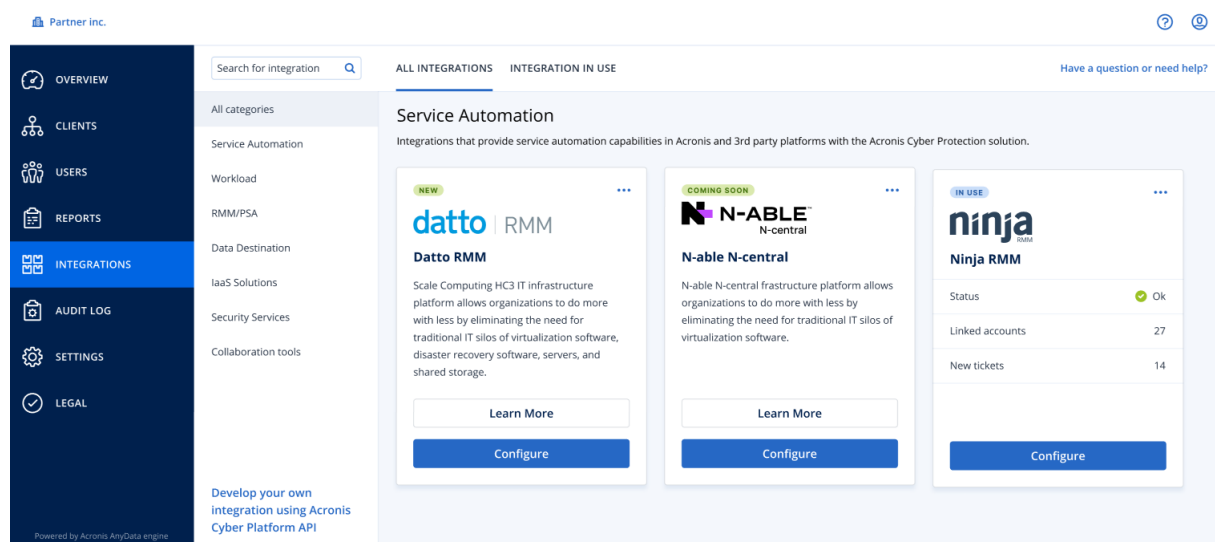 Partner inc.
OVERVIEW
CLIENTS
USERS
REPORTS
INTEGRATIONS
AUDIT LOG
SETTINGS
LEGAL
Powered by Acronis AnyData engine
Search for integration
All categories
Service Automation
Workload
RMM/PSA
Data Destination
IaaS Solutions
Security Services
Collaboration tools
Develop your own
integration using Acronis
Cyber Platform API
ALL INTEGRATIONS INTEGRATION IN USE
Have a question or need help?
Service Automation
Integrations that provide service automation capabilities in Acronis and 3rd party platforms with the Acronis Cyber Protection solution.
NEW
datto RMM
Datto RMM
Scale Computing HC3 IT infrastructure
platform allows organizations to do more
with less by eliminating the need for
traditional IT silos of virtualization software,
disaster recovery software, servers, and
shared storage.
Learn More
Configure
COMING SOON
N-ABLE
N-central
N-able N-central
N-able N-central frastructure platform allows
organizations to do more with less by
eliminating the need for traditional IT silos of
virtualization software.
Learn More
Configure
IN USE
ninja
RMM
Ninja RMM
Status Ok
Linked accounts 27
New tickets 14
Configure